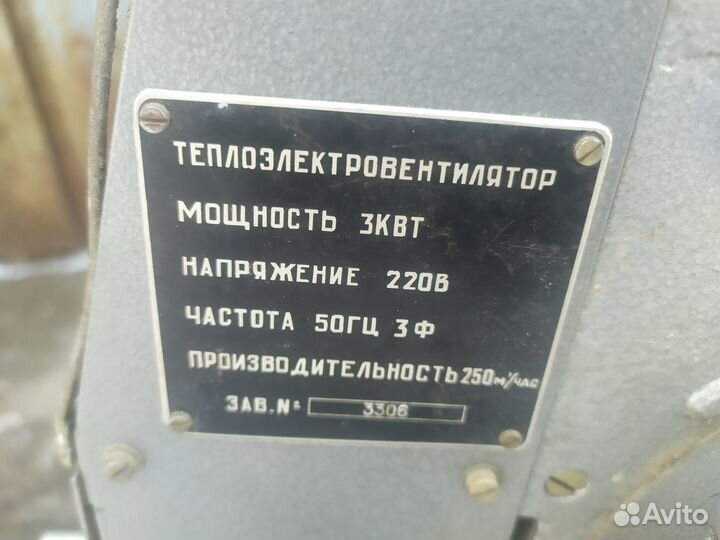 ТЕПЛОЭЛЕКТРОВЕНТИЛЯТОР
МОЩНОСТЬ 3КВТ
НАПРЯЖЕНИЕ 220В
ЧАСТОТА 50ГЦ 3Ф
ПРОИЗВОДИТЕЛЬНОСТЬ 250м³/ЧАС
ЗАВ.№ 3306
Avito